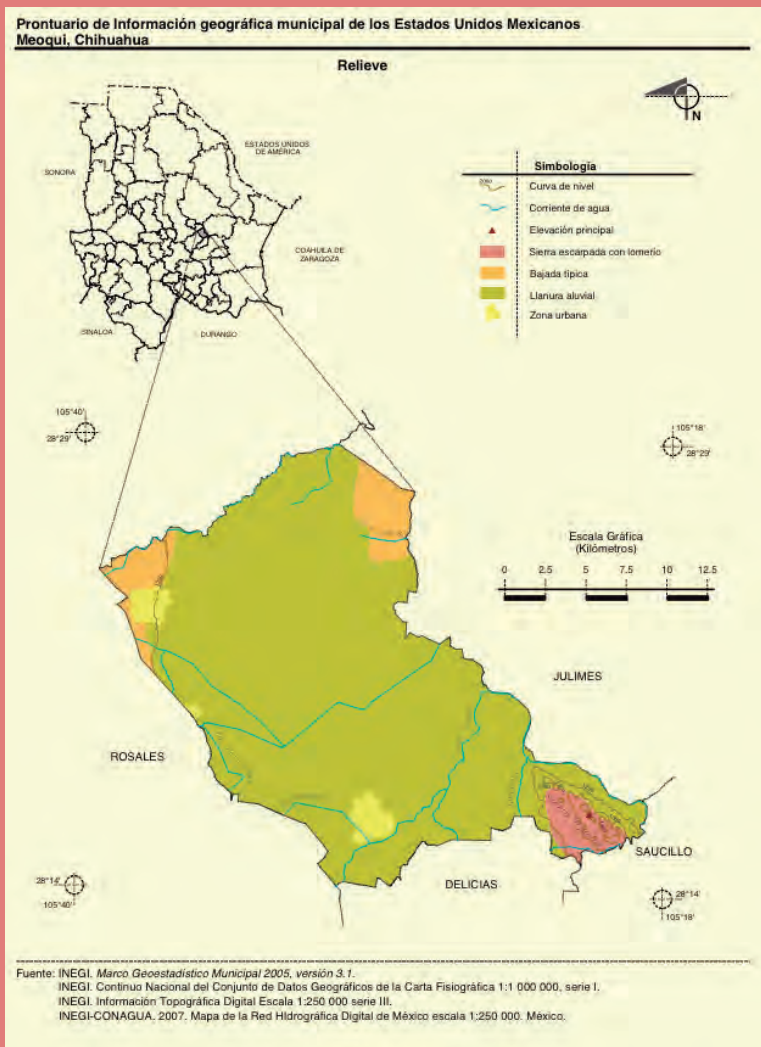 Prontuario de Información geográfica municipal de los Estados Unidos Mexicanos
Meoqui, Chihuahua
Relieve
N
ESTADOS UNIDOS
DE AMÉRICA
SONORA
COAHUILA DE
ZARAGOZA
SINALOA
DURANGO
Simbología
Curva de nivel
Corriente de agua
Elevación principal
Sierra escarpada con lomerío
Bajada típica
Llanura aluvial
Zona urbana
105°40'
28°29'
105°18'
28°29'
Escala Gráfica
(Kilómetros)
0 2.5 5 7.5 10 12.5
JULIMES
ROSALES
SAUCILLO
DELICIAS
28°14'
105°40'
28°14'
105°18'
Fuente: INEGI. Marco Geoestadístico Municipal 2005, versión 3.1.
INEGI. Continuo Nacional del Conjunto de Datos Geográficos de la Carta Fisiográfica 1:1 000 000, serie I.
INEGI. Información Topográfica Digital Escala 1:250 000 serie III.
INEGI-CONAGUA. 2007. Mapa de la Red Hidrográfica Digital de México escala 1:250 000. México.